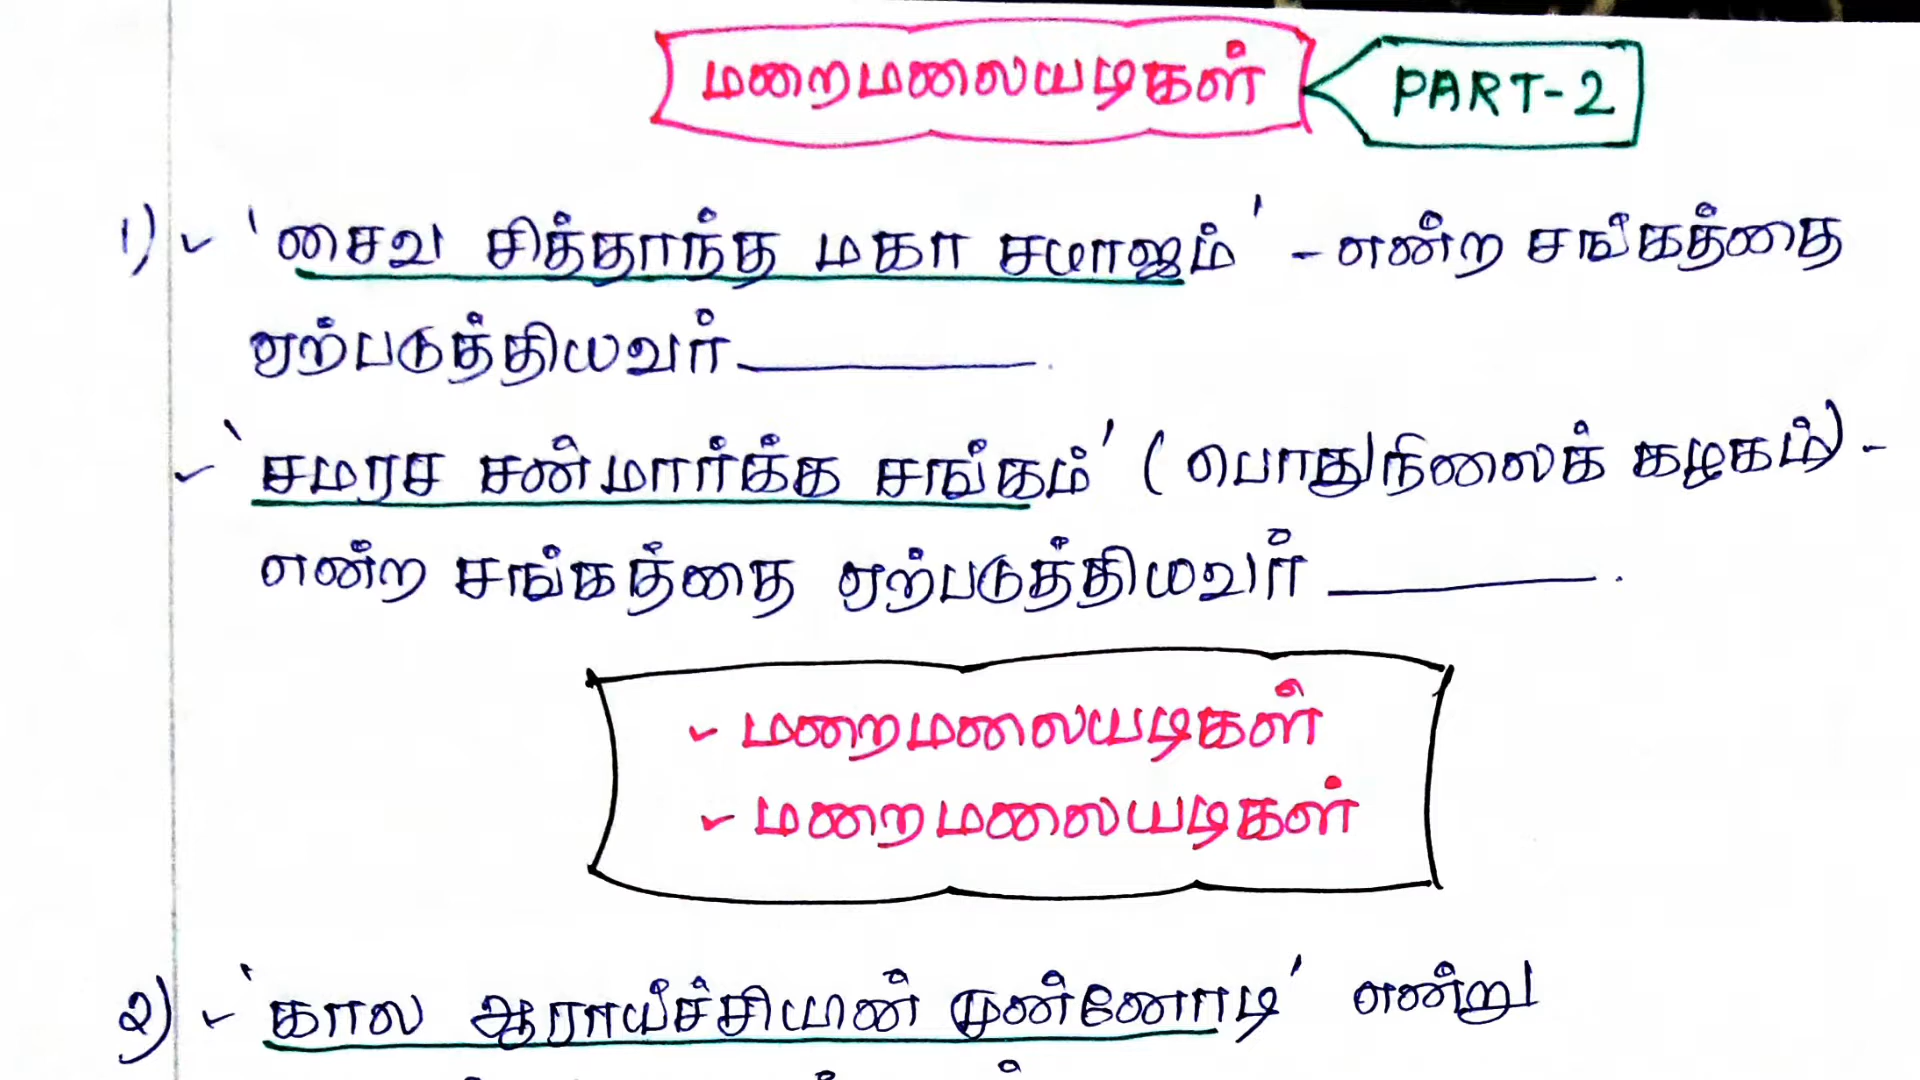 மறைமலையடிகள் PART-2
1) ✓ 'சைவ சித்தாந்த மகா சமாஜம்' - என்ற சங்கத்தை
ஏற்படுத்தியவர் ________.
✓ 'சமரச சன்மார்க்க சங்கம்' (பொதுநிலைக் கழகம்) -
என்ற சங்கத்தை ஏற்படுத்தியவர் ________.
✓ மறைமலையடிகள்
✓ மறைமலையடிகள்
2) ✓ 'கால ஆராய்ச்சியின் முன்னோடி' என்று